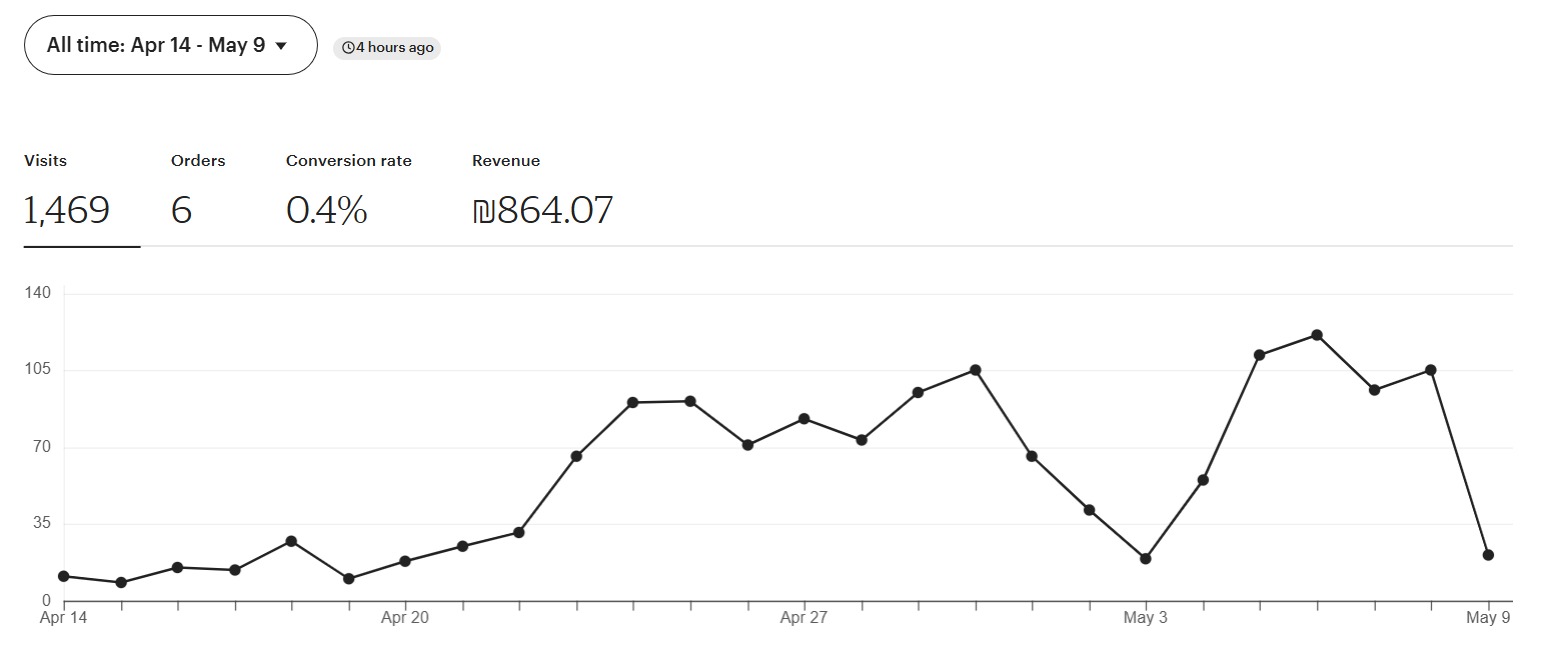 All time: Apr 14 - May 9
4 hours ago
Visits Orders Conversion rate Revenue
1,469 6 0.4% ₪864.07
140
105
70
35
0
Apr 14 Apr 20 Apr 27 May 3 May 9